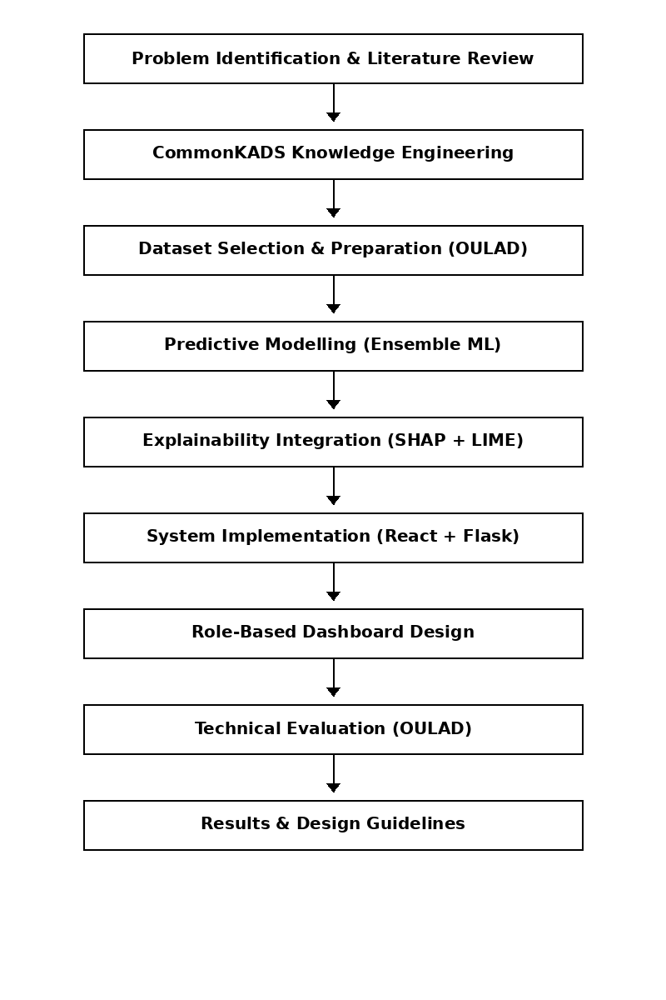 Problem Identification & Literature Review
CommonKADS Knowledge Engineering
Dataset Selection & Preparation (OULAD)
Predictive Modelling (Ensemble ML)
Explainability Integration (SHAP + LIME)
System Implementation (React + Flask)
Role-Based Dashboard Design
Technical Evaluation (OULAD)
Results & Design Guidelines